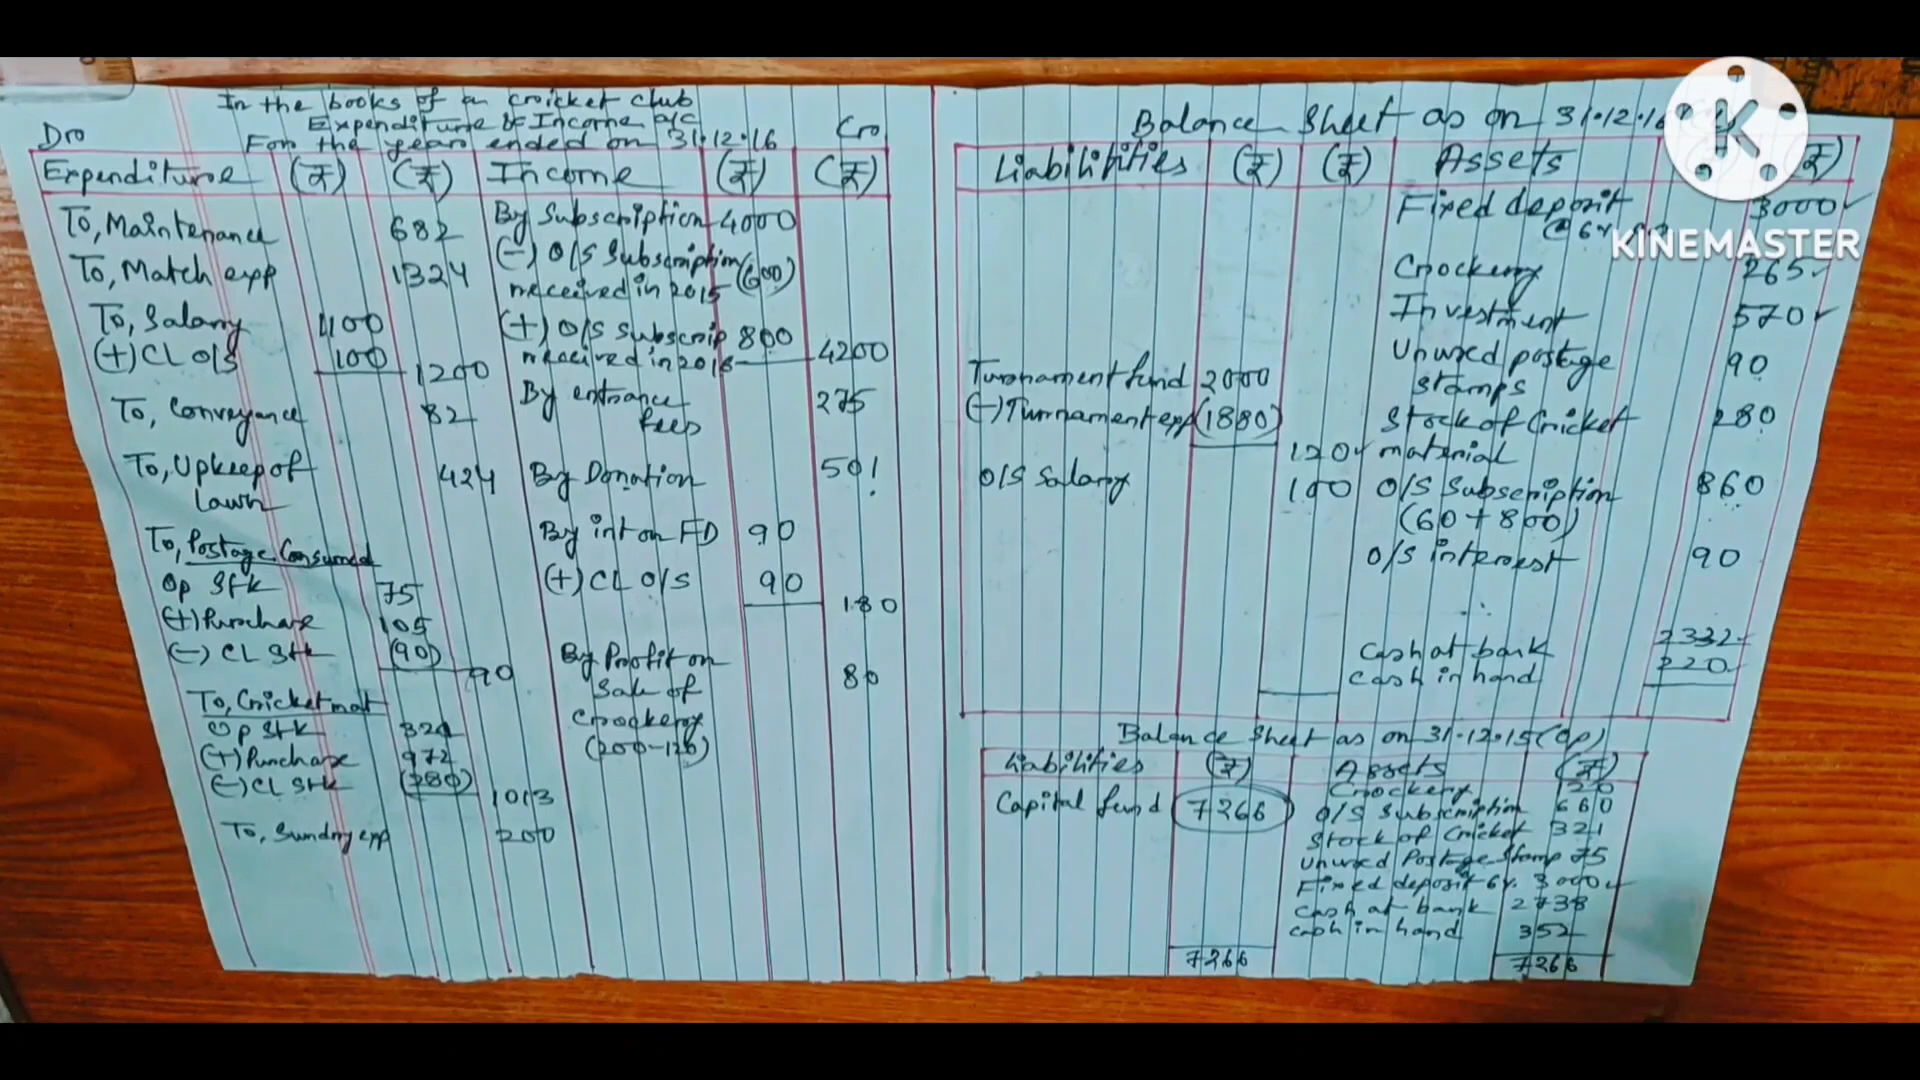 In the books of an cricket club
Expenditure & Income a/c
For the year ended on 31.12.16
Dr Cr
Expenditure (₹) (₹) Income (₹) (₹)
To, Maintenance 682
To, Match exp 1324
To, Salary 1100
(+) CL O/S 100 1200
To, Conveyance 82
To, Upkeep of 424
Lawn
To, Postage Consumed
Op Stk 75
(+) Purchase 105
(-) CL Stk (90) 90
To, Cricket mat
Op Stk 321
(+) Purchase 972
(-) CL Stk (280) 1013
To, Sundry exp 200
By Subscription 4000
(-) O/S Subscription (600)
received in 2015
(+) O/S Subscrip 800
received in 2016 4200
By entrance 275
fees
By Donation 501
By int on FD 90
(+) CL O/S 90
180
By Profit on 80
Sale of
Crockery
(200-120)
Balance Sheet as on 31.12.16
Liabilitities (₹) (₹) Assets (₹)
Fixed deposit 3000
@ 6%
Crockery 265
Investment 570
Unused postage 90
stamps
Turnament fund 2000
(-) Turnament exp (1880)
120
Stock of Cricket 280
material
O/S Salary 100
O/S Subscription 860
(60 + 800)
O/S interest 90
Cash at bank 2332
Cash in hand 220
Balance Sheet as on 31.12.15 (Op)
Liabilities (₹) Assets (₹)
Capital fund 7266
Crockery 120
O/S Subscription 660
Stock of Cricket 321
Unused Postage Stamp 75
Fixed deposit 6% 3000
Cash at bank 2738
Cash in hand 352
7266 7266
K
KINEMASTER